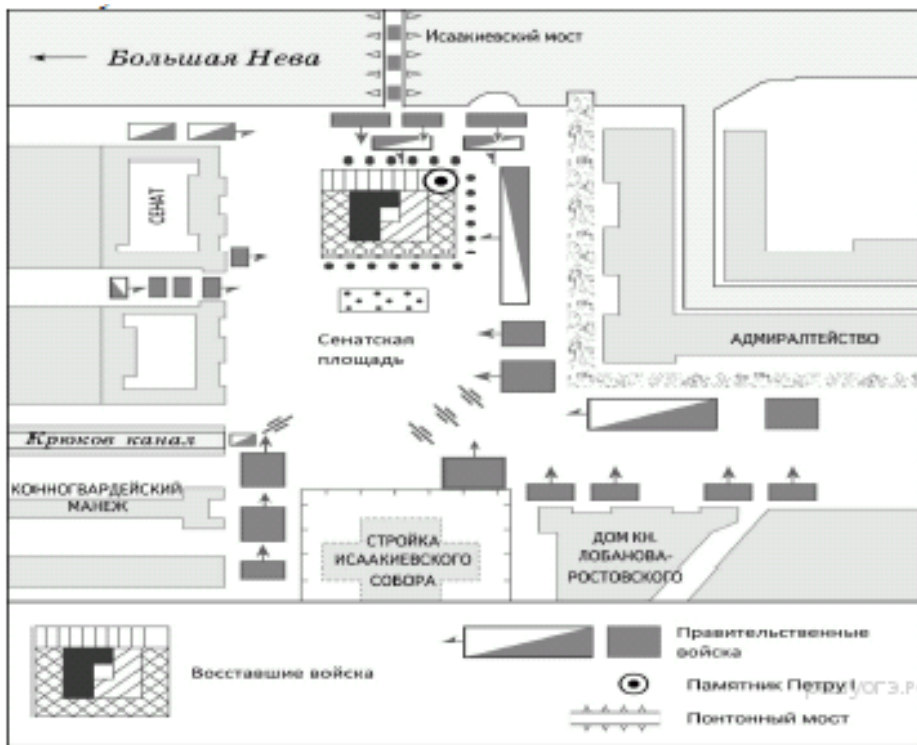 Исаакиевский мост
Большая Нева
СЕНАТ
Сенатская
площадь
АДМИРАЛТЕЙСТВО
Крюков канал
КОННОГВАРДЕЙСКИЙ
МАНЕЖ
СТРОЙКА
ИСААКИЕВСКОГО
СОБОРА
ДОМ КН.
ЛОБАНОВА-
РОСТОВСКОГО
Восставшие войска
Правительственные
войска
Памятник Петру I
Понтонный мост